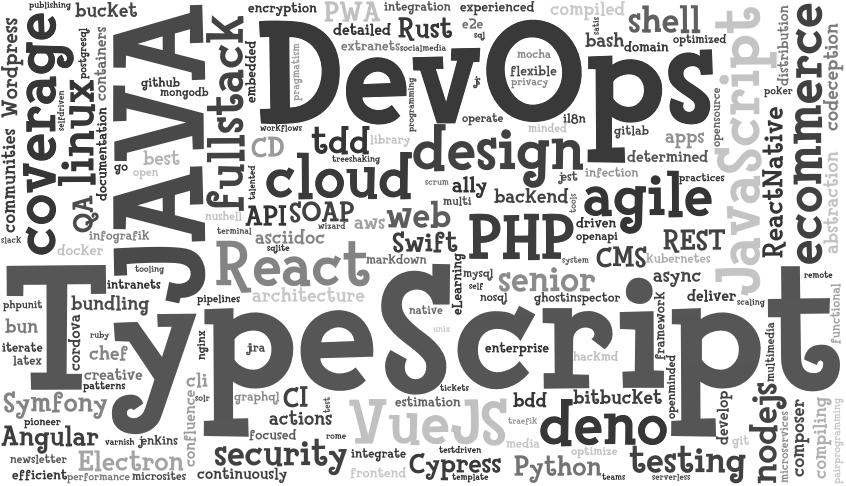 publishing
bucket
encryption
PWA
integration
experienced
compiled
satis
shell
Wordpress
coverage
postgresql
containers
JAVA
fullstack
embedded
pragmatism
detailed
extranets
socialmedia
Rust
e2e
sql
bash
domain
optimized
JavaScript
distribution
ecommerce
codeception
DevOps
github
mongodb
linux
selfdriven
documentation
programming
jr
mocha
flexible
privacy
poker
opensource
communities
workflows
tdd
library
operate
minded
i18n
gitlab
apps
ReactNative
go
best
open
CD
treeshaking
design
determined
talented
cloud
scrum
a11y
jest
infection
practices
QA
nushell
API
SOAP
wizard
multi
backend
tools
agile
abstraction
slack
infografik
terminal
aws
web
PHP
driven
openapi
REST
docker
asciidoc
sqlite
Swift
system
CMS
kubernetes
tooling
React
markdown
eLearning
mysql
self
senior
async
remote
TypeScript
intranets
architecture
nosql
ghostinspector
deliver
scaling
phpunit
bundling
pipelines
native
functional
bun
cordova
ruby
nginx
jira
unix
enterprise
framework
multimedia
iterate
latex
chef
hackmd
creative
patterns
cli
solr
graphql
CI
test
tickets
openminded
Symfony
confluence
actions
estimation
VueJS
bdd
bitbucket
develop
nodejs
microservices
composer
compiling
pairprogramming
pioneer
Angular
varnish
jenkins
focused
rome
traefik
deno
git
media
security
integrate
testdriven
optimize
newsletter
Electron
Cypress
Python
testing
efficient
performance
microsites
continuously
frontend
template
teams
serverless